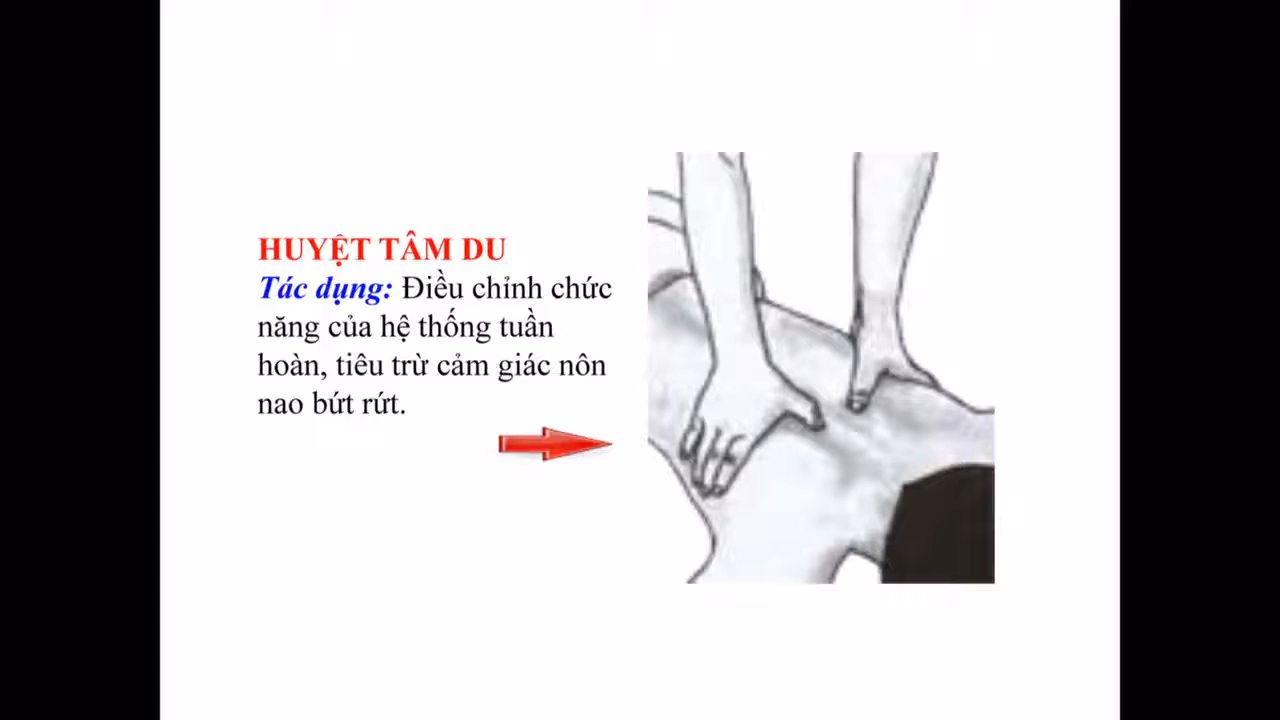 HUYỆT TÂM DU
Tác dụng: Điều chỉnh chức
năng của hệ thống tuần
hoàn, tiêu trừ cảm giác nôn
nao bứt rứt.